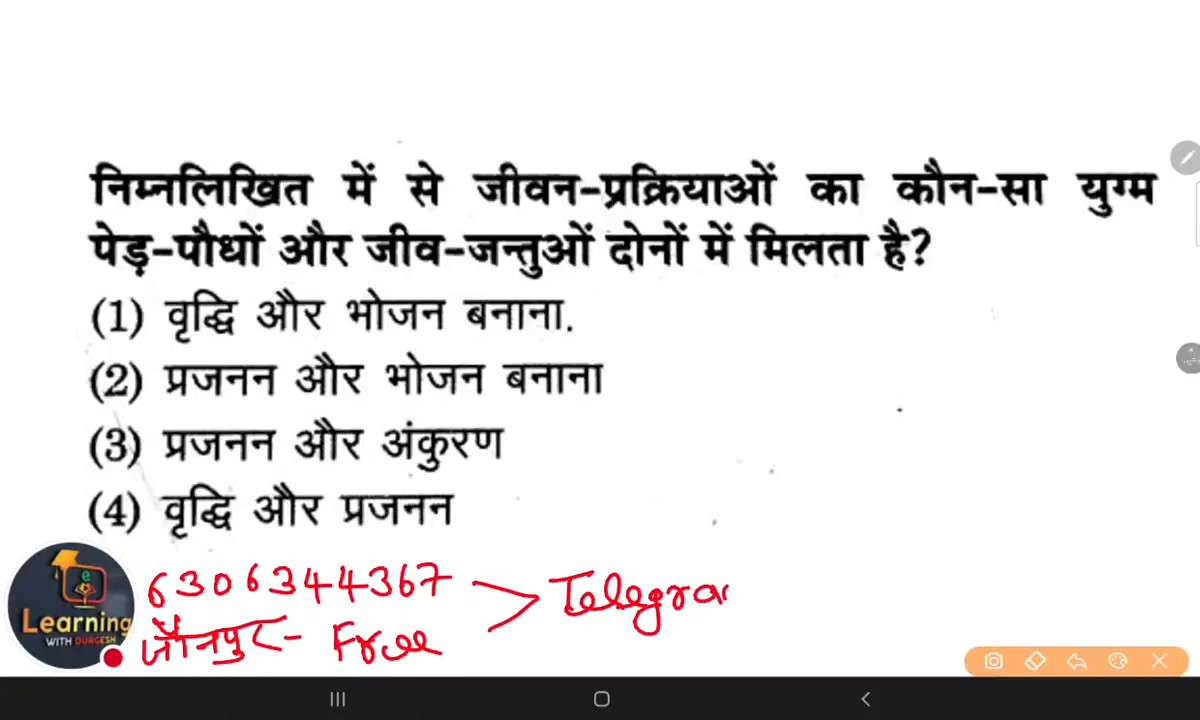 निम्नलिखित में से जीवन-प्रक्रियाओं का कौन-सा युग्म
पेड़-पौधों और जीव-जन्तुओं दोनों में मिलता है?
(1) वृद्धि और भोजन बनाना.
(2) प्रजनन और भोजन बनाना
(3) प्रजनन और अंकुरण
(4) वृद्धि और प्रजनन
6306344367 > Telegra
जौनपुर - Free
e
Learning
WITH DURGESH